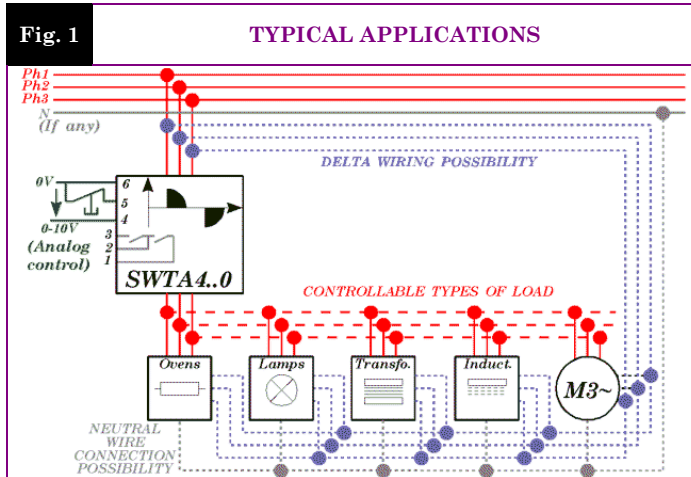 Fig. 1
TYPICAL APPLICATIONS
Ph1
Ph2
Ph3
N
(If any)
DELTA WIRING POSSIBILITY
0V
6
5
4
0-10V
(Analog
control)
3
2
1
SWTA4..0
CONTROLLABLE TYPES OF LOAD
Ovens
Lamps
Transfo.
Induct.
M3~
NEUTRAL
WIRE
CONNECTION
POSSIBILITY